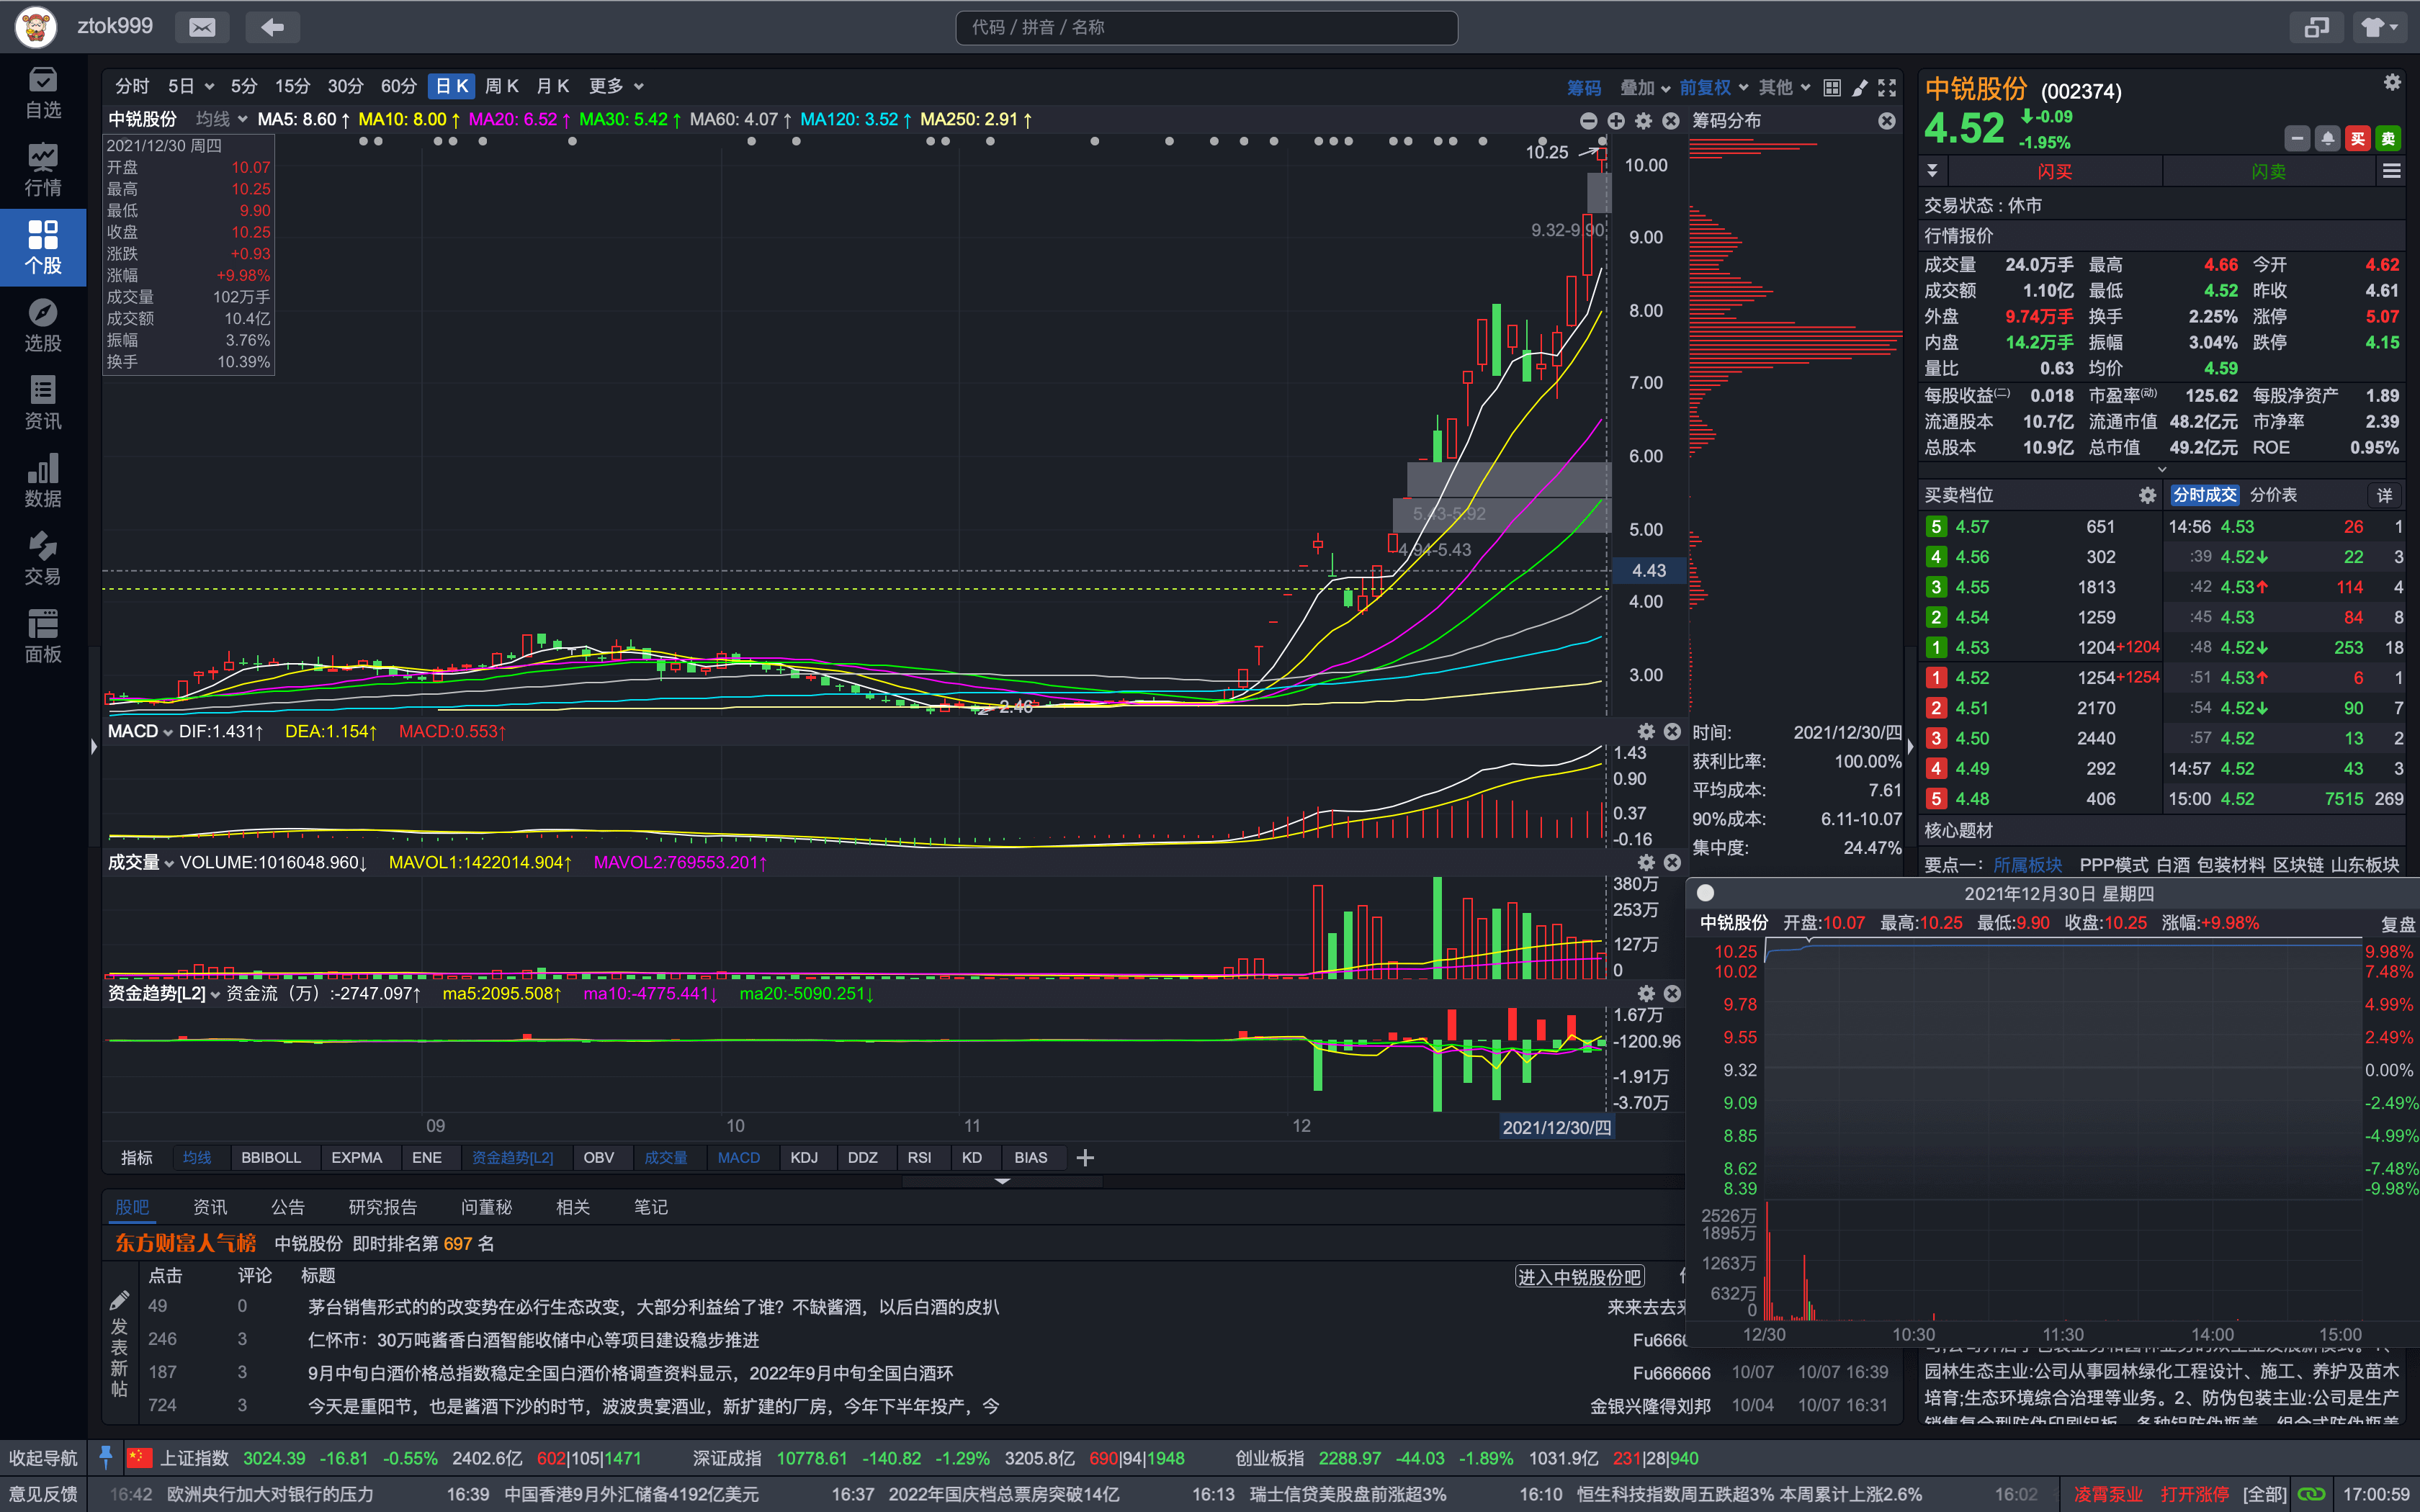 ztok999
代码 / 拼音 / 名称
自选
行情
个股
选股
资讯
数据
交易
面板
分时 5日 5分 15分 30分 60分 日K 周K 月K 更多 筹码 叠加 前复权 其他
中锐股份 均线 MA5: 8.60↑ MA10: 8.00↑ MA20: 6.52↑ MA30: 5.42↑ MA60: 4.07↑ MA120: 3.52↑ MA250: 2.91↑
2021/12/30 周四
开盘 10.07
最高 10.25
最低 9.90
收盘 10.25
涨跌 +0.93
涨幅 +9.98%
成交量 102万手
成交额 10.4亿
振幅 3.76%
换手 10.39%
10.25
9.32-9.90
5.43-5.92
4.94-5.43
2.46
10.00
9.00
8.00
7.00
6.00
5.00
4.43
4.00
3.00
筹码分布
时间: 2021/12/30/四
获利比率: 100.00%
平均成本: 7.61
90%成本: 6.11-10.07
集中度: 24.47%
MACD DIF:1.431↑ DEA:1.154↑ MACD:0.553↑
1.43
0.90
0.37
-0.16
成交量 VOLUME:1016048.960↓ MAVOL1:1422014.904↑ MAVOL2:769553.201↑
380万
253万
127万
0
资金趋势[L2] 资金流（万）:-2747.097↑ ma5:2095.508↑ ma10:-4775.441↓ ma20:-5090.251↓
1.67万
-1200.96
-1.91万
-3.70万
09 10 11 12 2021/12/30/四
指标 均线 BBIBOLL EXPMA ENE 资金趋势[L2] OBV 成交量 MACD KDJ DDZ RSI KD BIAS
股吧 资讯 公告 研究报告 问董秘 相关 笔记
东方财富人气榜 中锐股份 即时排名第 697 名
发表新帖
点击 评论 标题 进入中锐股份吧
49 0 茅台销售形式的的改变势在必行生态改变，大部分利益给了谁？不缺酱酒，以后白酒的皮扒 来来去去
246 3 仁怀市：30万吨酱香白酒智能收储中心等项目建设稳步推进 Fu6666
187 3 9月中旬白酒价格总指数稳定全国白酒价格调查资料显示，2022年9月中旬全国白酒环 Fu666666 10/07 10/07 16:39
724 3 今天是重阳节，也是酱酒下沙的时节，波波贵宴酒业，新扩建的厂房，今年下半年投产，今 金银兴隆得刘邦 10/04 10/07 16:31
中锐股份 (002374)
4.52 -0.09
-1.95%
买 卖
闪买 闪卖
交易状态 : 休市
行情报价
成交量 24.0万手 最高 4.66 今开 4.62
成交额 1.10亿 最低 4.52 昨收 4.61
外盘 9.74万手 换手 2.25% 涨停 5.07
内盘 14.2万手 振幅 3.04% 跌停 4.15
量比 0.63 均价 4.59
每股收益(二) 0.018 市盈率(动) 125.62 每股净资产 1.89
流通股本 10.7亿 流通市值 48.2亿元 市净率 2.39
总股本 10.9亿 总市值 49.2亿元 ROE 0.95%
买卖档位 分时成交 分价表 详
5 4.57 651 14:56 4.53 26 1
4 4.56 302 :39 4.52↓ 22 3
3 4.55 1813 :42 4.53↑ 114 4
2 4.54 1259 :45 4.53 84 8
1 4.53 1204+1204 :48 4.52↓ 253 18
1 4.52 1254+1254 :51 4.53↑ 6 1
2 4.51 2170 :54 4.52↓ 90 7
3 4.50 2440 :57 4.52 13 2
4 4.49 292 14:57 4.52 43 3
5 4.48 406 15:00 4.52 7515 269
核心题材
要点一： 所属板块 PPP模式 白酒 包装材料 区块链 山东板块
2021年12月30日 星期四
中锐股份 开盘:10.07 最高:10.25 最低:9.90 收盘:10.25 涨幅:+9.98% 复盘
10.25 9.98%
10.02 7.48%
9.78 4.99%
9.55 2.49%
9.32 0.00%
9.09 -2.49%
8.85 -4.99%
8.62 -7.48%
8.39 -9.98%
2526万
1895万
1263万
632万
0
12/30 10:30 11:30 14:00 15:00
园林生态主业:公司从事园林绿化工程设计、施工、养护及苗木
培育;生态环境综合治理等业务。2、防伪包装主业:公司是生产
销售复合型防伪印刷铝板、各种铝防伪瓶盖、组合式防伪瓶盖
收起导航 上证指数 3024.39 -16.81 -0.55% 2402.6亿 602|105|1471 深证成指 10778.61 -140.82 -1.29% 3205.8亿 690|94|1948 创业板指 2288.97 -44.03 -1.89% 1031.9亿 231|28|940
意见反馈 16:42 欧洲央行加大对银行的压力 16:39 中国香港9月外汇储备4192亿美元 16:37 2022年国庆档总票房突破14亿 16:13 瑞士信贷美股盘前涨超3% 16:10 恒生科技指数周五跌超3% 本周累计上涨2.6% 16:02 凌霄泵业 打开涨停 [全部] 17:00:59